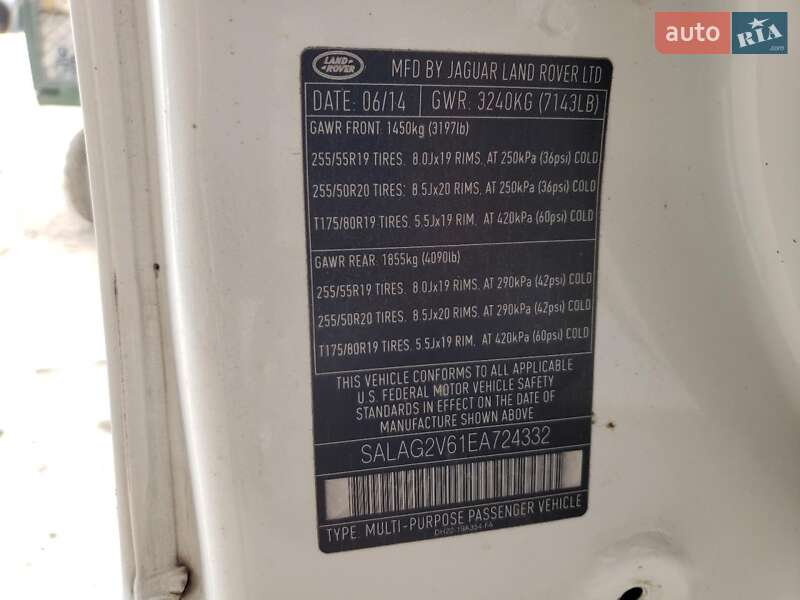 auto RIA
.com
LAND ROVER
MFD BY JAGUAR LAND ROVER LTD
DATE: 06/14 GWR: 3240KG (7143LB)
GAWR FRONT: 1450kg (3197lb)
255/55R19 TIRES. 8.0Jx19 RIMS. AT 250kPa (36psi) COLD
255/50R20 TIRES: 8.5Jx20 RIMS. AT 250kPa (36psi) COLD
T175/80R19 TIRES. 5.5Jx19 RIM. AT 420kPa (60psi) COLD
GAWR REAR: 1855kg (4090lb)
255/55R19 TIRES. 8.0Jx19 RIMS. AT 290kPa (42psi) COLD
255/50R20 TIRES. 8.5Jx20 RIMS. AT 290kPa (42psi) COLD
T175/80R19 TIRES. 5.5Jx19 RIM. AT 420kPa (60psi) COLD
THIS VEHICLE CONFORMS TO ALL APPLICABLE
U.S. FEDERAL MOTOR VEHICLE SAFETY
STANDARDS IN EFFECT ON THE DATE OF
MANUFACTURE SHOWN ABOVE
SALAG2V61EA724332
TYPE: MULTI-PURPOSE PASSENGER VEHICLE